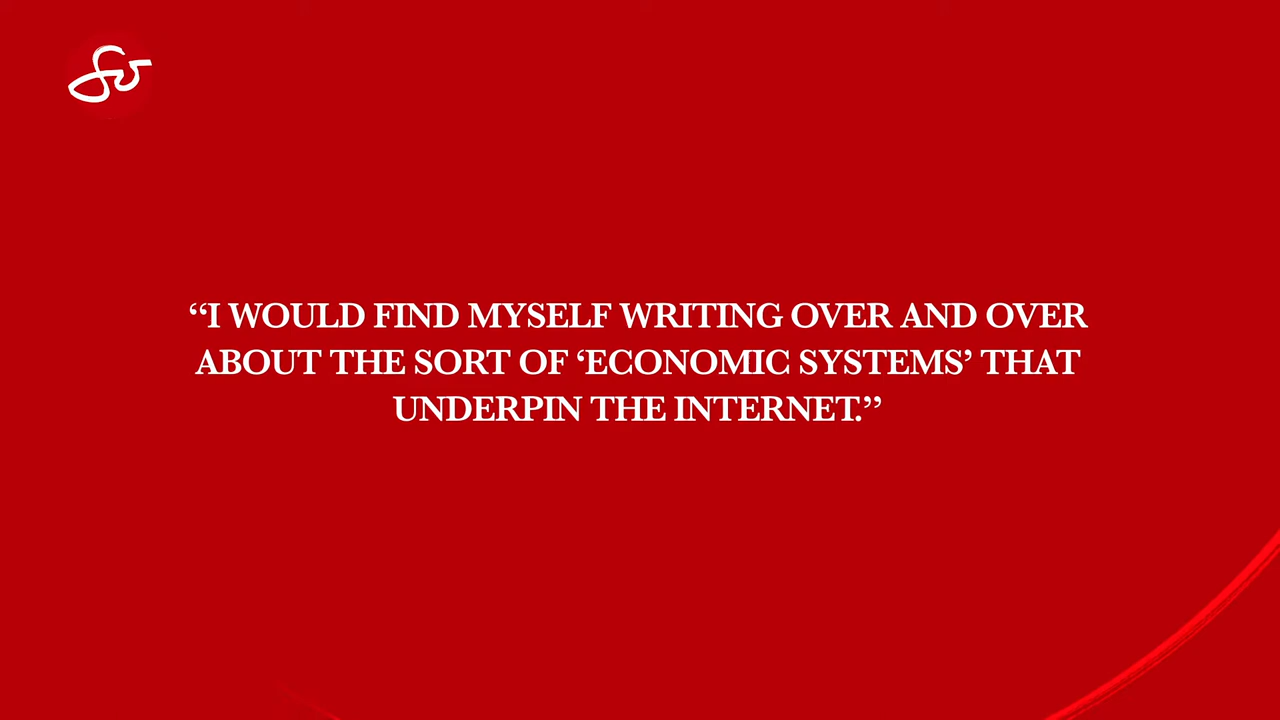 “I WOULD FIND MYSELF WRITING OVER AND OVER
ABOUT THE SORT OF ‘ECONOMIC SYSTEMS’ THAT
UNDERPIN THE INTERNET.”